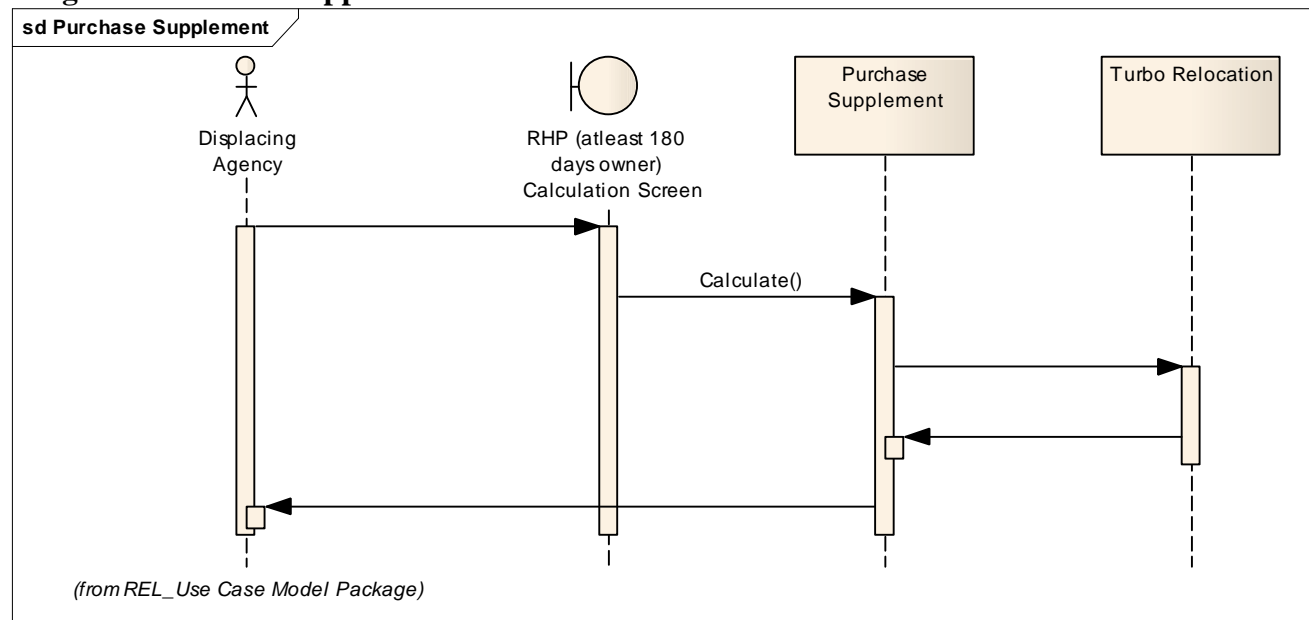 sd Purchase Supplement
Displacing
Agency
RHP (atleast 180
days owner)
Calculation Screen
Purchase
Supplement
Turbo Relocation
Calculate()
(from REL_Use Case Model Package)